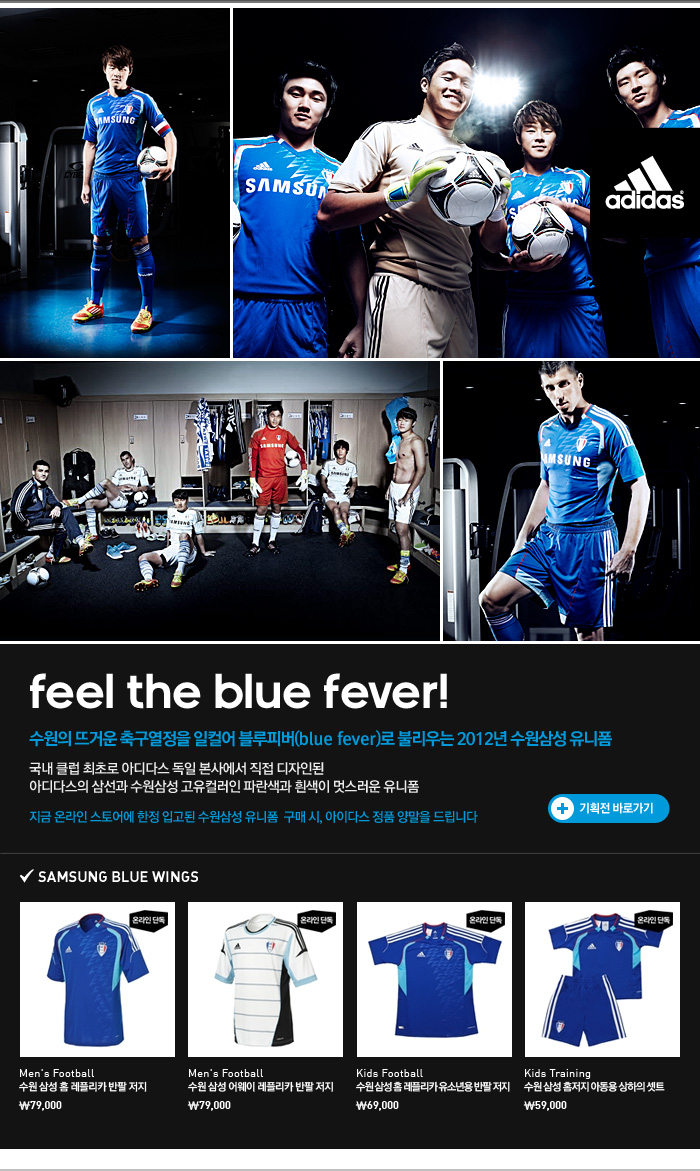 SAMSUNG
SAMSUN
adidas
SAMSUNG
feel the blue fever!
수원의 뜨거운 축구열정을 일컬어 블루피버(blue fever)로 불리우는 2012년 수원삼성 유니폼
국내 클럽 최초로 아디다스 독일 본사에서 직접 디자인된
아디다스의 삼선과 수원삼성 고유컬러인 파란색과 흰색이 멋스러운 유니폼
지금 온라인 스토어에 한정 입고된 수원삼성 유니폼 구매 시, 아이다스 정품 양말을 드립니다
기획전 바로가기
SAMSUNG BLUE WINGS
온라인 단독
온라인 단독
온라인 단독
온라인 단독
Men's Football
수원 삼성 홈 레플리카 반팔 저지
₩79,000
Men's Football
수원 삼성 어웨이 레플리카 반팔 저지
₩79,000
Kids Football
수원 삼성 홈 레플리카 유소년용 반팔 저지
₩69,000
Kids Training
수원 삼성 홈저지 아동용 상하의 셋트
₩59,000